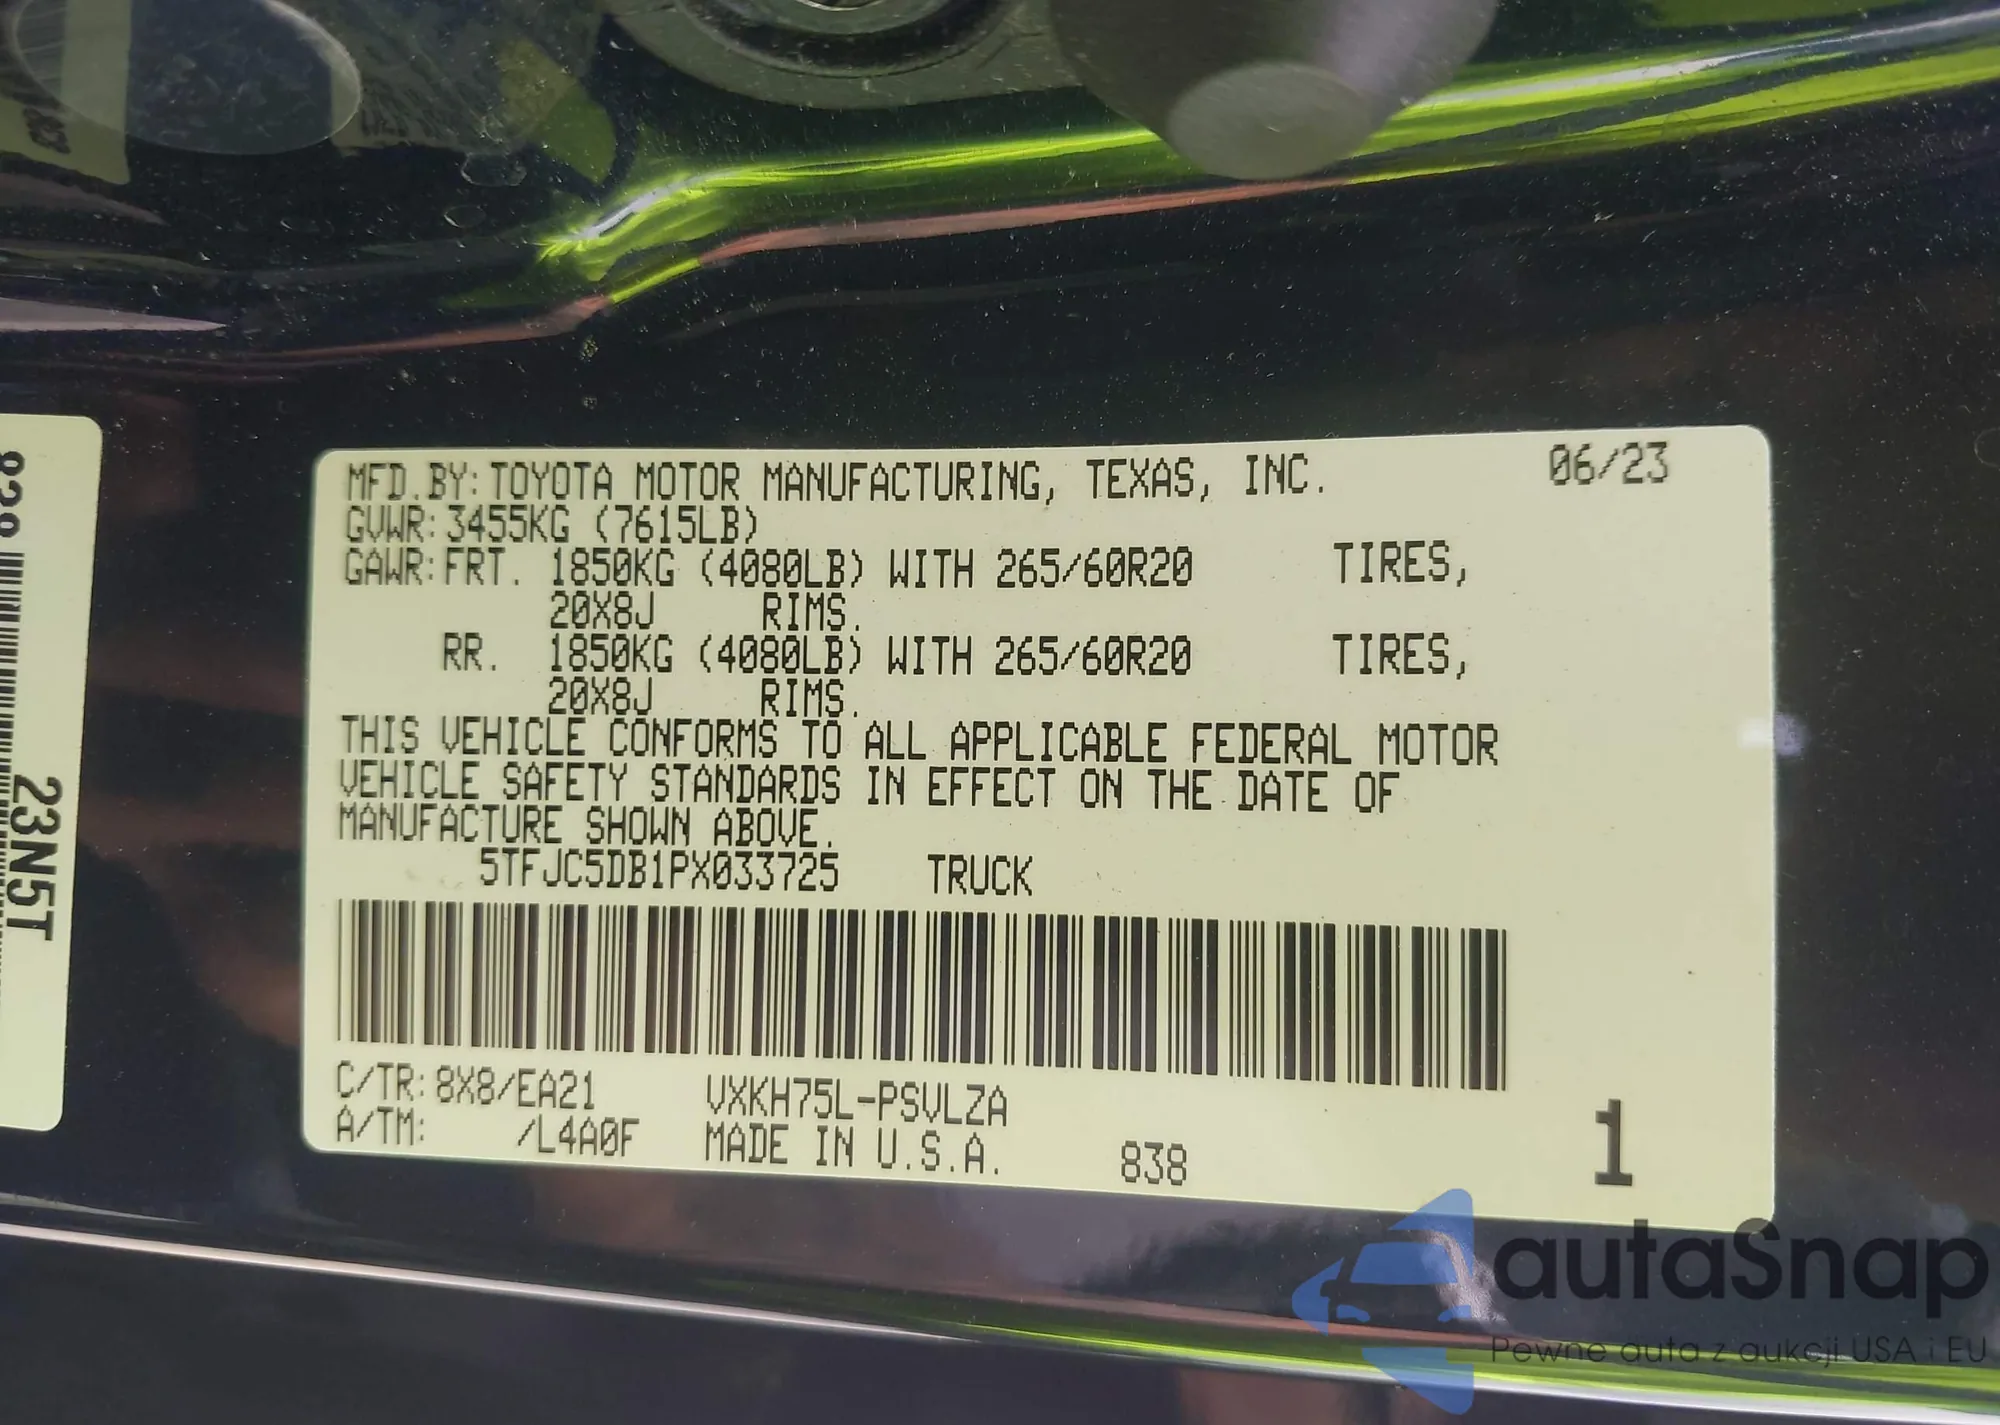 MFD.BY:TOYOTA MOTOR MANUFACTURING, TEXAS, INC. 06/23
GVWR:3455KG (7615LB)
GAWR:FRT. 1850KG (4080LB) WITH 265/60R20 TIRES,
20X8J RIMS.
RR. 1850KG (4080LB) WITH 265/60R20 TIRES,
20X8J RIMS.
THIS VEHICLE CONFORMS TO ALL APPLICABLE FEDERAL MOTOR
VEHICLE SAFETY STANDARDS IN EFFECT ON THE DATE OF
MANUFACTURE SHOWN ABOVE.
5TFJC5DB1PX033725 TRUCK
C/TR:8X8/EA21 VXKH75L-PSVLZA
A/TM: /L4A0F MADE IN U.S.A. 838 1
23N5T
autaSnap
Pewne auta z aukcji USA i EU